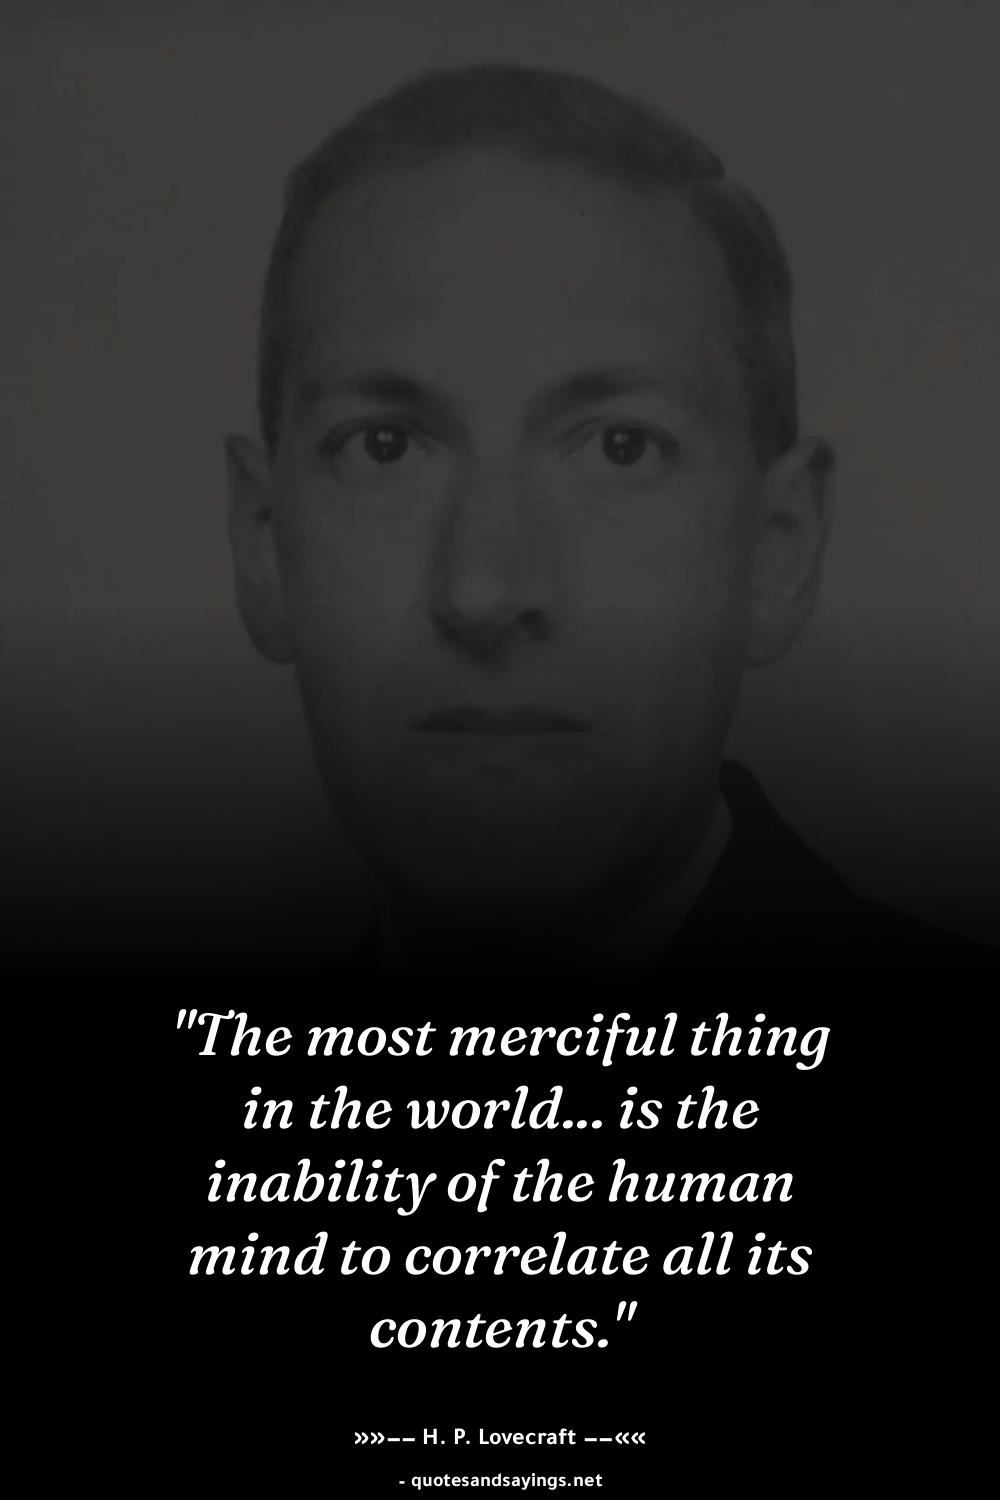 "The most merciful thing
in the world... is the
inability of the human
mind to correlate all its
contents."
»»–– H. P. Lovecraft ––««
- quotesandsayings.net